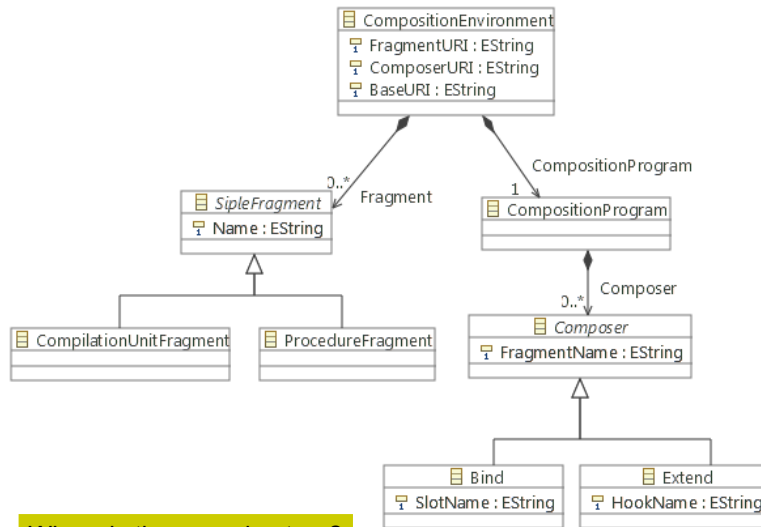 CompositionEnvironment
FragmentURI : EString
ComposerURI : EString
BaseURI : EString
CompositionProgram
0..*
Fragment
1
SipleFragment
Name : EString
CompositionProgram
Composer
0..*
CompilationUnitFragment
ProcedureFragment
Composer
FragmentName : EString
Bind
SlotName : EString
Extend
HookName : EString